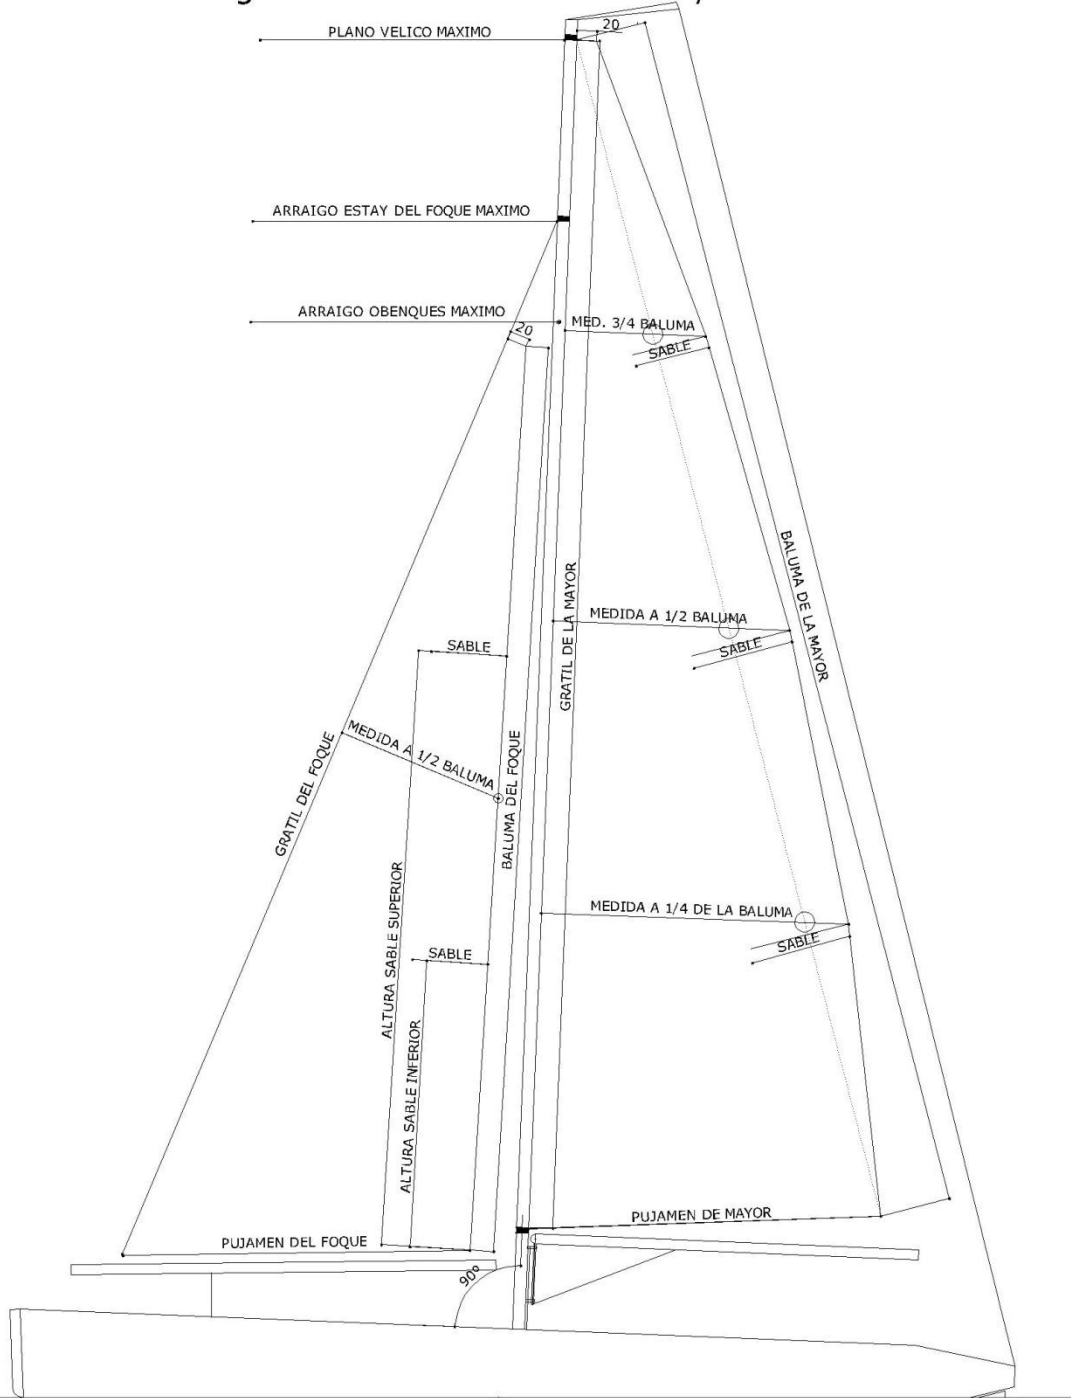 20
PLANO VELICO MAXIMO
ARRAIGO ESTAY DEL FOQUE MAXIMO
ARRAIGO OBENQUES MAXIMO
MED. 3/4 BALUMA
20
SABLE
BALUMA DE LA MAYOR
GRATIL DE LA MAYOR
MEDIDA A 1/2 BALUMA
SABLE
SABLE
MEDIDA A 1/2 BALUMA
GRATIL DEL FOQUE
BALUMA DEL FOQUE
ALTURA SABLE SUPERIOR
MEDIDA A 1/4 DE LA BALUMA
SABLE
SABLE
ALTURA SABLE INFERIOR
PUJAMEN DE MAYOR
PUJAMEN DEL FOQUE
90º